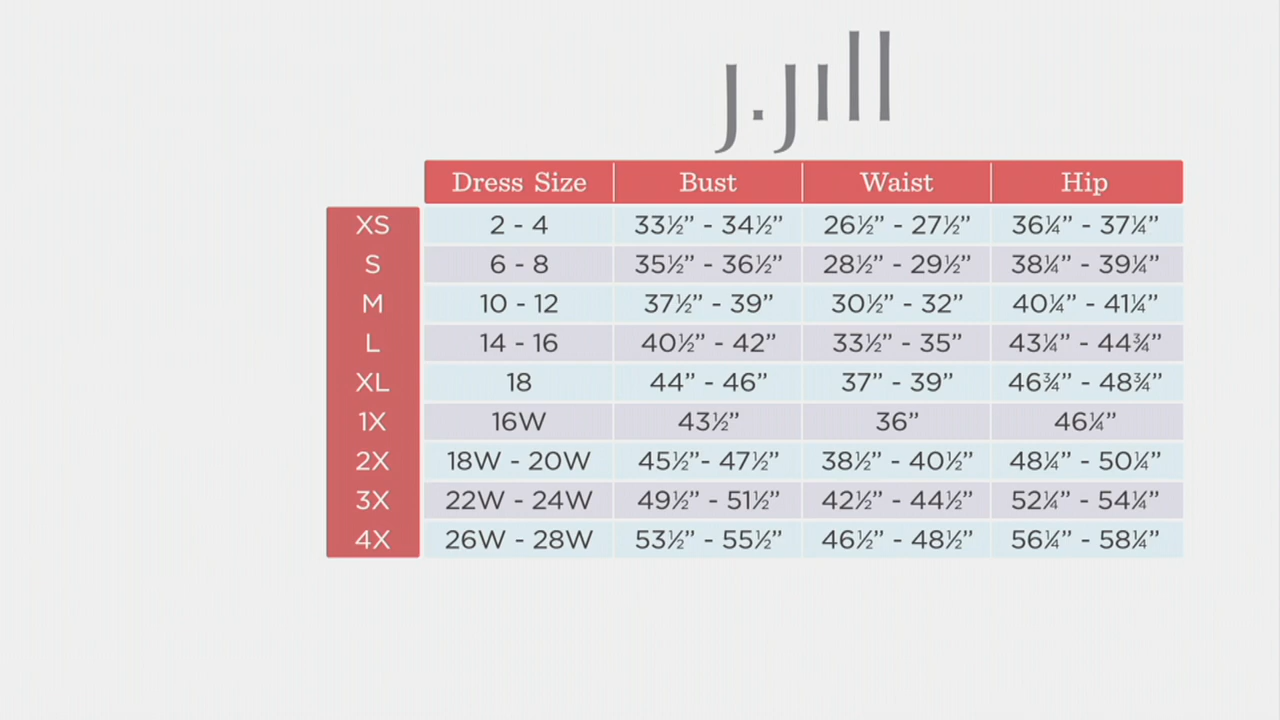 J.Jill
Dress Size Bust Waist Hip
XS 2 - 4 33½” - 34½” 26½” - 27½” 36¼” - 37¼”
S 6 - 8 35½” - 36½” 28½” - 29½” 38¼” - 39¼”
M 10 - 12 37½” - 39” 30½” - 32” 40¼” - 41¼”
L 14 - 16 40½” - 42” 33½” - 35” 43¼” - 44¾”
XL 18 44” - 46” 37” - 39” 46¾” - 48¾”
1X 16W 43½” 36” 46¼”
2X 18W - 20W 45½”- 47½” 38½” - 40½” 48¼” - 50¼”
3X 22W - 24W 49½” - 51½” 42½” - 44½” 52¼” - 54¼”
4X 26W - 28W 53½” - 55½” 46½” - 48½” 56¼” - 58¼”